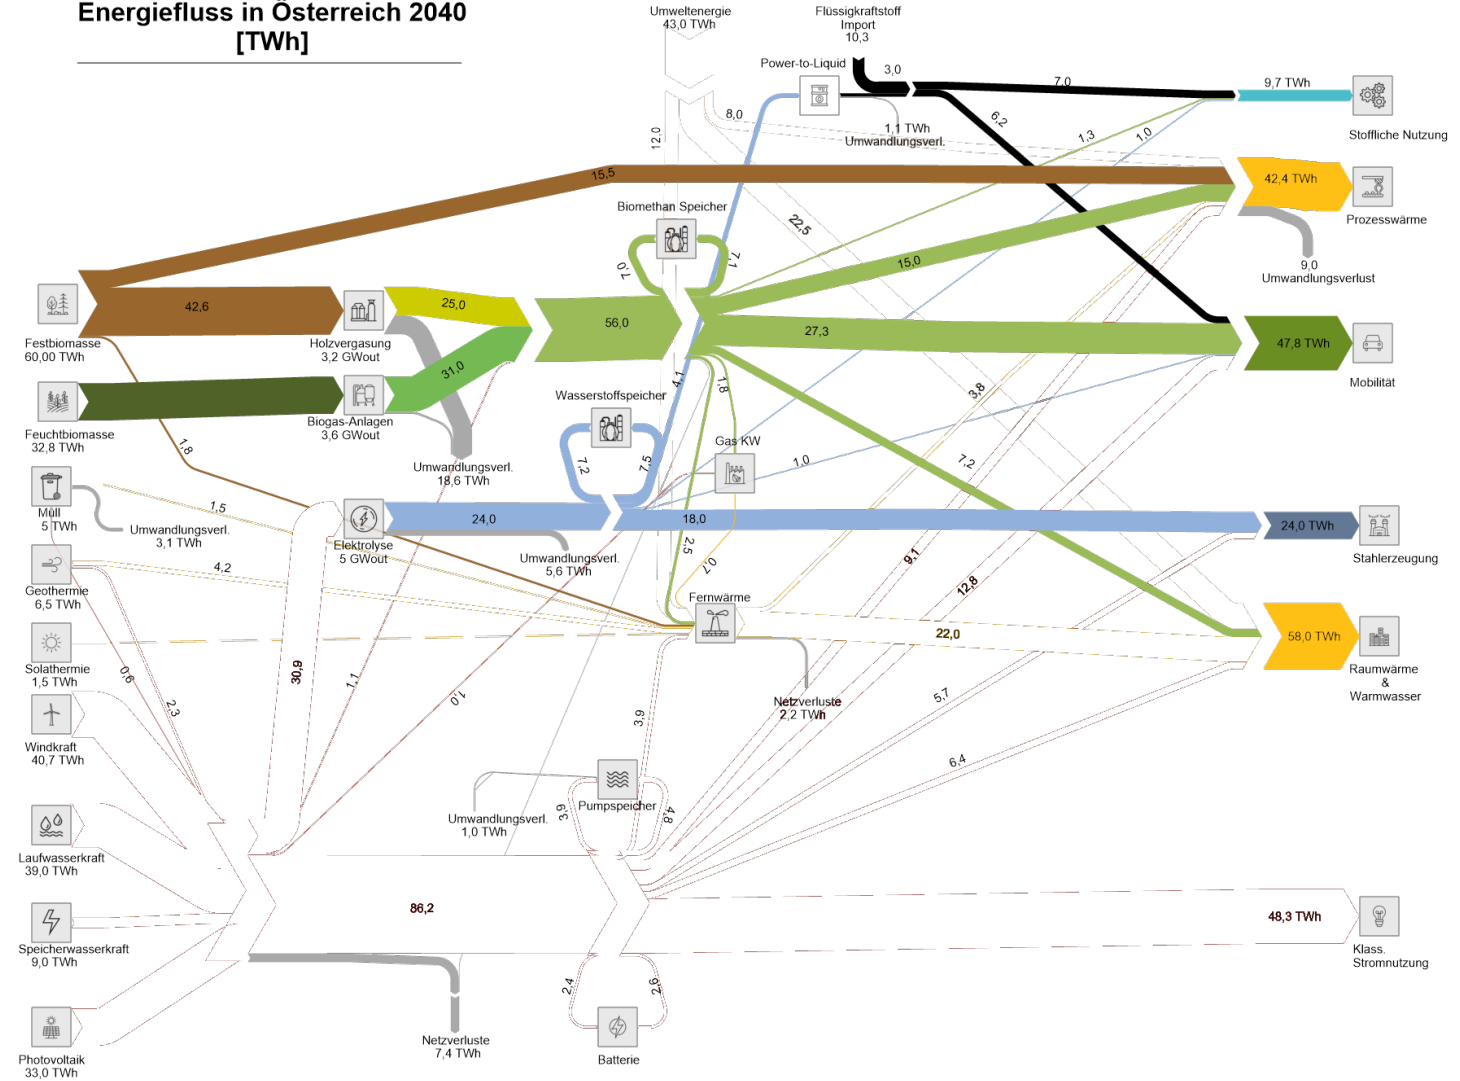 Energiefluss in Österreich 2040
[TWh]
Umweltenergie
43,0 TWh
Flüssigkraftstoff
Import
10,3
Power-to-Liquid
3,0
7,0
9,7 TWh
Stoffliche Nutzung
8,0
12,0
1,1 TWh
Umwandlungsverl.
6,2
1,3
1,0
15,5
42,4 TWh
Prozesswärme
Biomethan Speicher
22,5
7,0
7,1
15,0
9,0
Umwandlungsverlust
42,6
25,0
56,0
27,3
47,8 TWh
Mobilität
Festbiomasse
60,00 TWh
Holzvergasung
3,2 GWout
31,0
4,1
1,8
3,8
Wasserstoffspeicher
Feuchtbiomasse
32,8 TWh
Biogas-Anlagen
3,6 GWout
Gas KW
1,8
Umwandlungsverl.
18,6 TWh
7,2
7,5
1,0
7,2
Müll
5 TWh
1,5
Umwandlungsverl.
3,1 TWh
24,0
18,0
24,0 TWh
Stahlerzeugung
Elektrolyse
5 GWout
Umwandlungsverl.
5,6 TWh
2,5
0,7
9,1
12,8
Geothermie
6,5 TWh
4,2
Fernwärme
22,0
58,0 TWh
Raumwärme
&
Warmwasser
Solathermie
1,5 TWh
0,6
2,3
30,9
1,1
1,0
3,9
Netzverluste
2,2 TWh
5,7
Windkraft
40,7 TWh
6,4
Pumpspeicher
3,9
4,8
Umwandlungsverl.
1,0 TWh
Laufwasserkraft
39,0 TWh
86,2
48,3 TWh
Klass.
Stromnutzung
Speicherwasserkraft
9,0 TWh
2,4
2,6
Netzverluste
7,4 TWh
Batterie
Photovoltaik
33,0 TWh